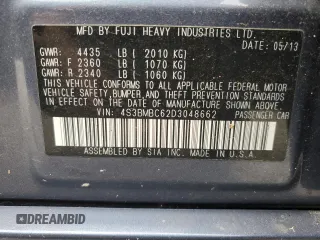 MFD. BY FUJI HEAVY INDUSTRIES LTD.
DATE: 05/13
GVWR: 4435 LB ( 2010 KG)
GAWR: F 2360 LB ( 1070 KG)
GAWR: R 2340 LB ( 1060 KG)
THIS VEHICLE CONFORMS TO ALL APPLICABLE FEDERAL MOTOR
VEHICLE SAFETY, BUMPER AND THEFT PREVENTION STANDARDS
IN EFFECT ON THE DATE OF MANUFACTURE SHOWN ABOVE.
VIN: 4S3BMBC62D3048662
PASSENGER CAR
ASSEMBLED BY SIA INC. IN U.S.A.
© DREAMBID
DREAMBID.COM